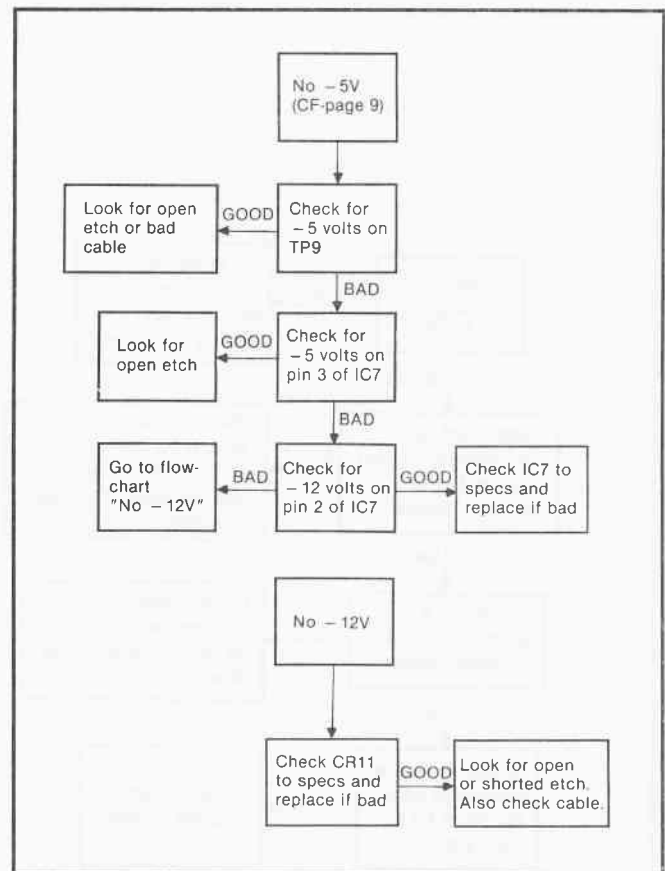 No – 5V
(CF-page 9)
Look for open
etch or bad
cable
GOOD
Check for
– 5 volts on
TP9
BAD
Look for
open etch
GOOD
Check for
– 5 volts on
pin 3 of IC7
BAD
Go to flow-
chart
"No – 12V"
BAD
Check for
– 12 volts on
pin 2 of IC7
GOOD
Check IC7 to
specs and
replace if bad
No – 12V
Check CR11
to specs and
replace if bad
GOOD
Look for open
or shorted etch.
Also check cable.